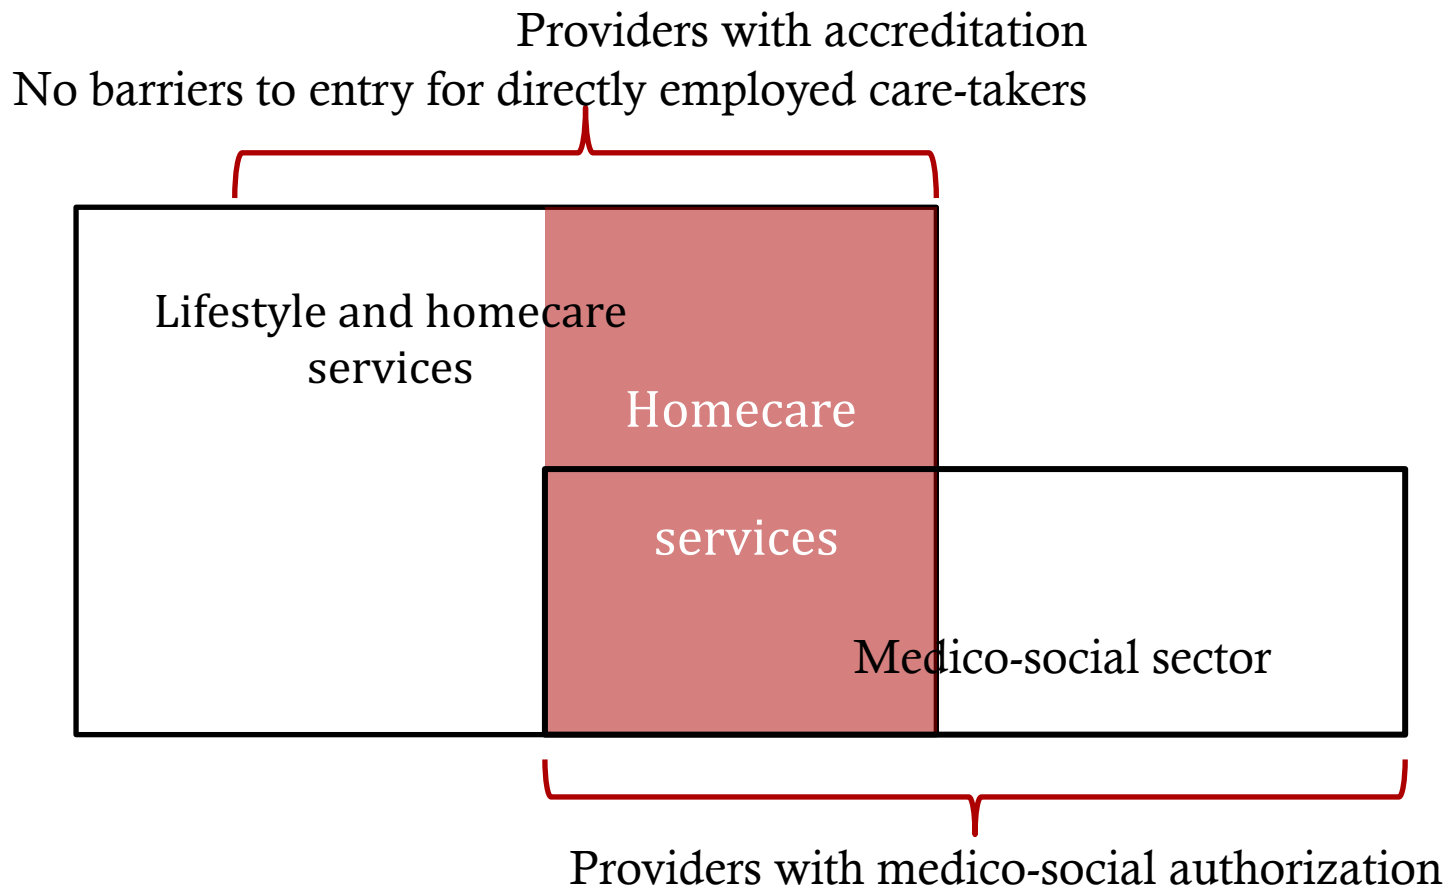 Providers with accreditation
No barriers to entry for directly employed care-takers
Lifestyle and homecare
services
Homecare
services
Medico-social sector
Providers with medico-social authorization